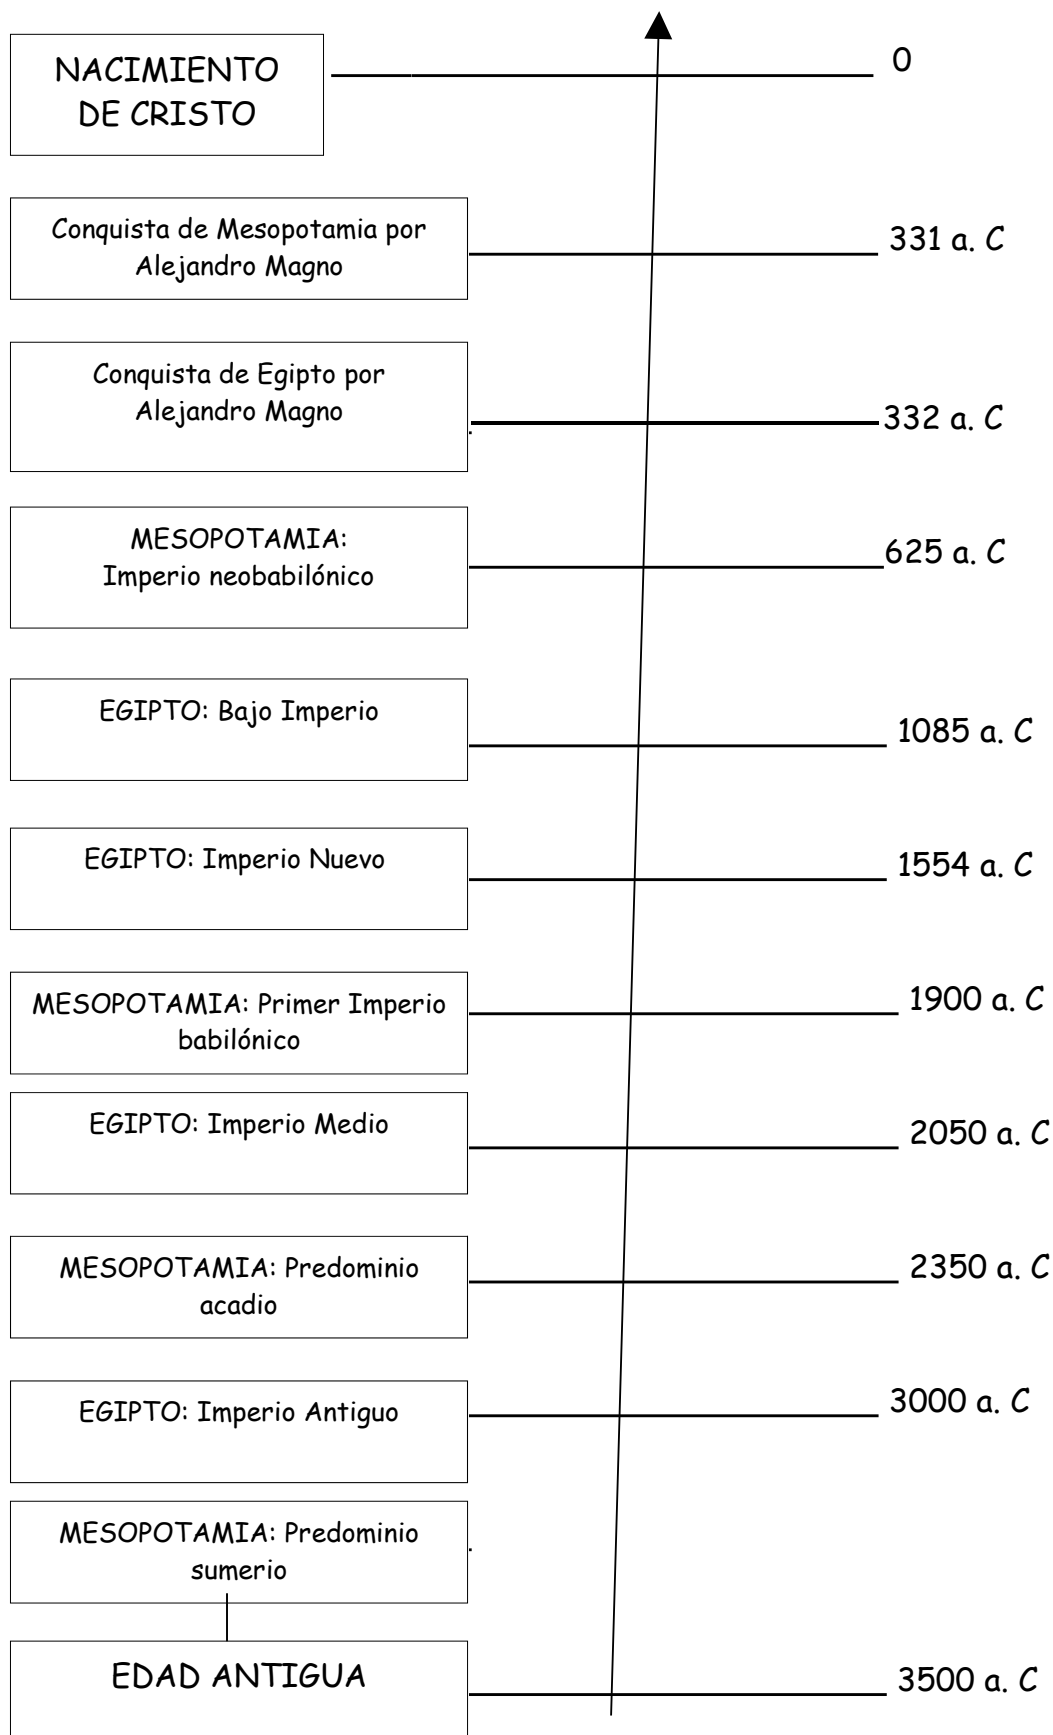 NACIMIENTO
DE CRISTO
0
Conquista de Mesopotamia por
Alejandro Magno
331 a. C
Conquista de Egipto por
Alejandro Magno
332 a. C
MESOPOTAMIA:
Imperio neobabilónico
625 a. C
EGIPTO: Bajo Imperio
1085 a. C
EGIPTO: Imperio Nuevo
1554 a. C
MESOPOTAMIA: Primer Imperio
babilónico
1900 a. C
EGIPTO: Imperio Medio
2050 a. C
MESOPOTAMIA: Predominio
acadio
2350 a. C
EGIPTO: Imperio Antiguo
3000 a. C
MESOPOTAMIA: Predominio
sumerio
EDAD ANTIGUA
3500 a. C